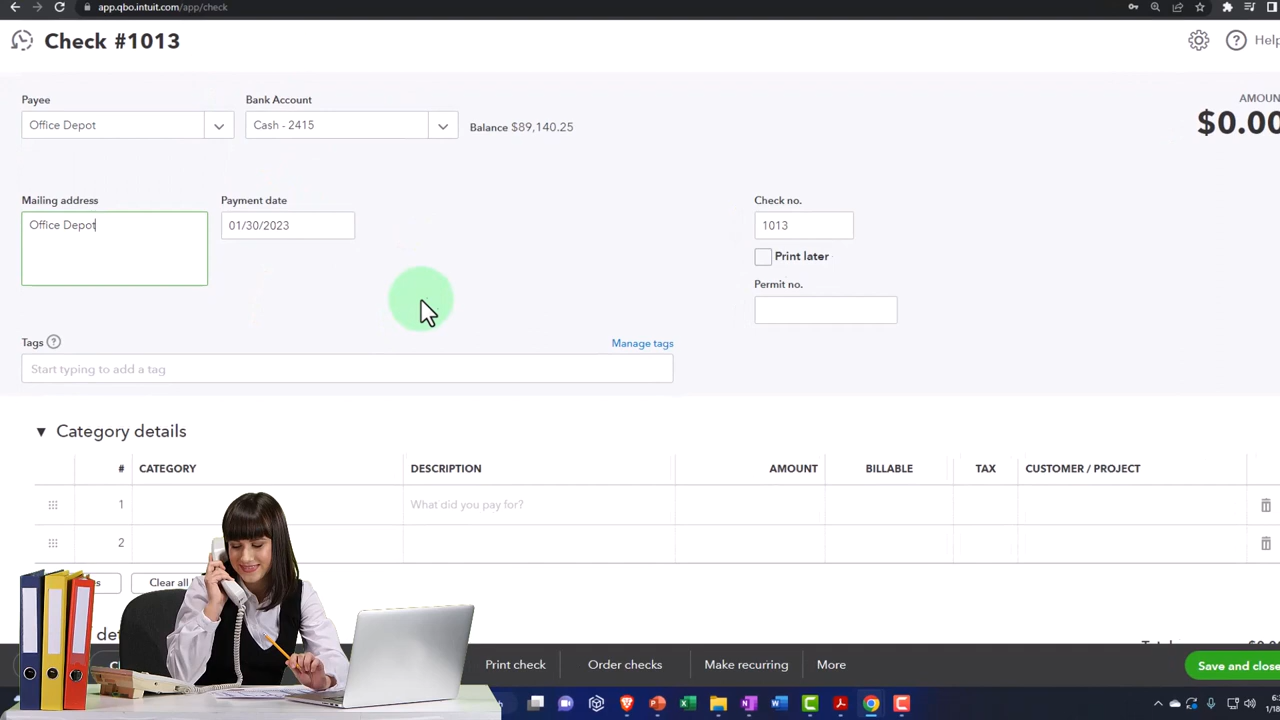 app.qbo.intuit.com/app/check
Check #1013
Help
Payee
Bank Account
AMOUN
Office Depot
Cash - 2415
Balance $89,140.25
$0.00
Mailing address
Payment date
Check no.
Office Depot
01/30/2023
1013
Print later
Permit no.
Tags
Manage tags
Start typing to add a tag
Category details
# CATEGORY DESCRIPTION AMOUNT BILLABLE TAX CUSTOMER / PROJECT
1 What did you pay for?
2
Clear all
Print check
Order checks
Make recurring
More
Save and close